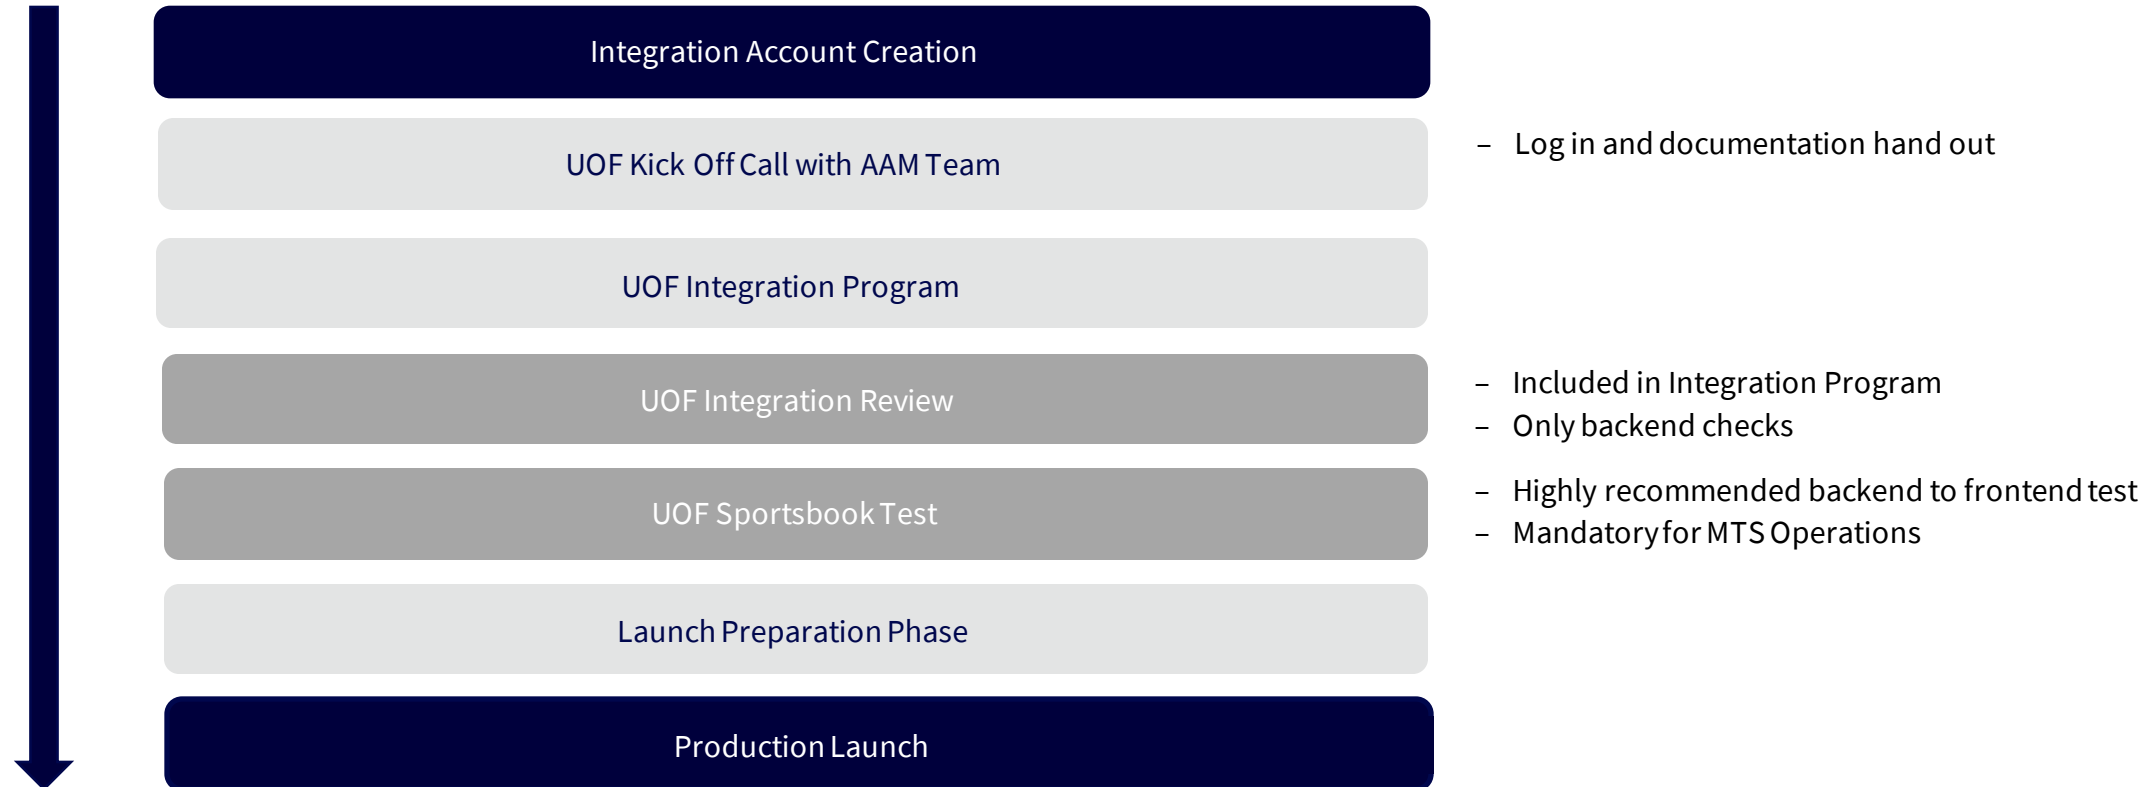 Integration Account Creation
UOF Kick Off Call with AAM Team
– Log in and documentation hand out
UOF Integration Program
UOF Integration Review
– Included in Integration Program
– Only backend checks
UOF Sportsbook Test
– Highly recommended backend to frontend test
– Mandatory for MTS Operations
Launch Preparation Phase
Production Launch